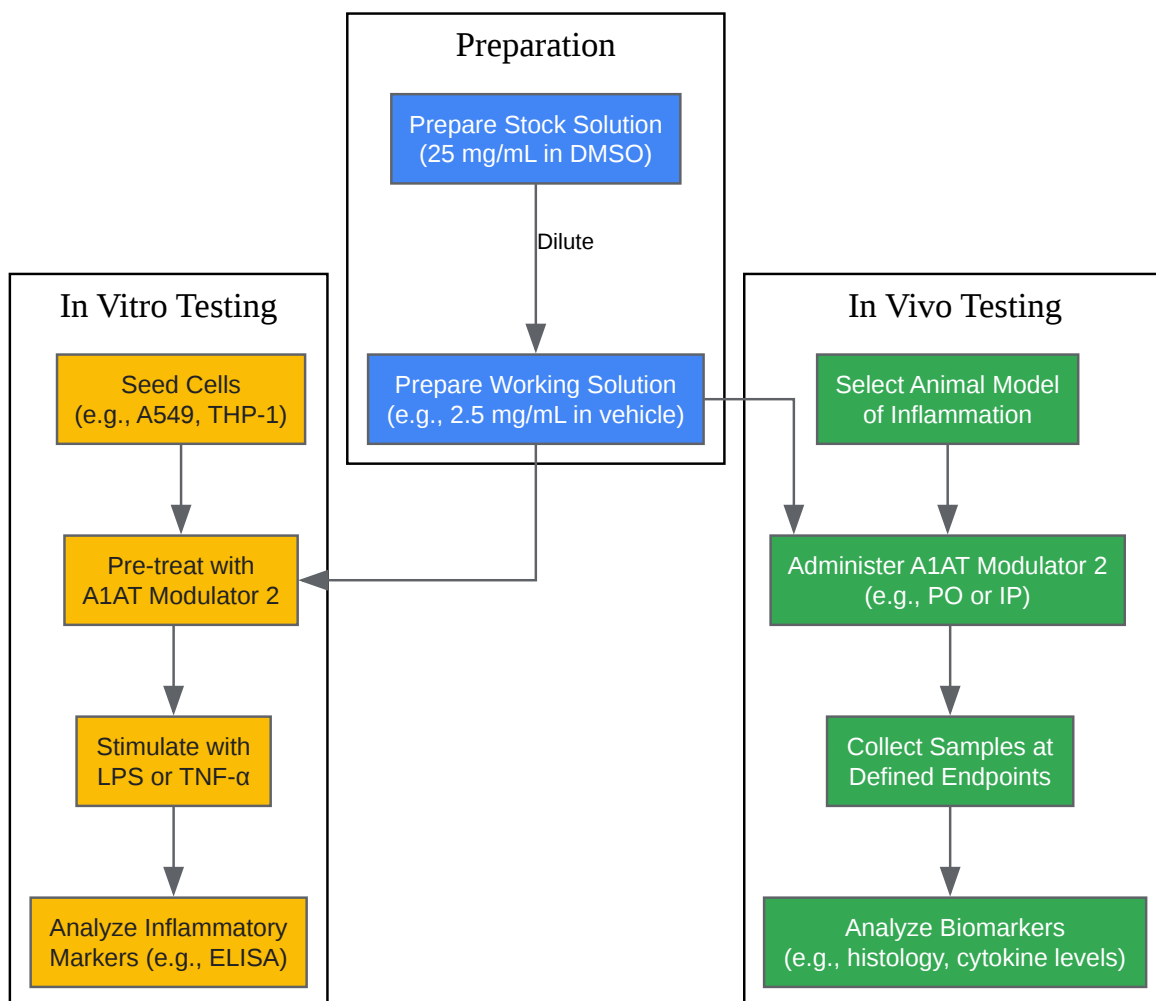 Preparation
Prepare Stock Solution
(25 mg/mL in DMSO)
Dilute
Prepare Working Solution
(e.g., 2.5 mg/mL in vehicle)
In Vitro Testing
Seed Cells
(e.g., A549, THP-1)
Pre-treat with
A1AT Modulator 2
Stimulate with
LPS or TNF-α
Analyze Inflammatory
Markers (e.g., ELISA)
In Vivo Testing
Select Animal Model
of Inflammation
Administer A1AT Modulator 2
(e.g., PO or IP)
Collect Samples at
Defined Endpoints
Analyze Biomarkers
(e.g., histology, cytokine levels)